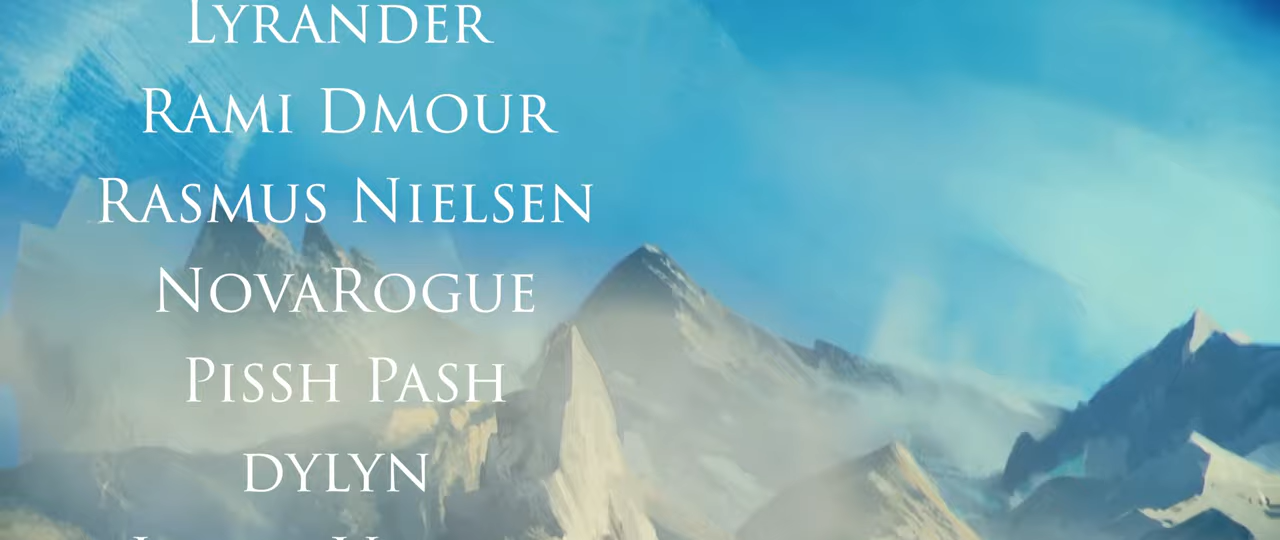 Lyrander
Rami Dmour
Rasmus Nielsen
NovaRogue
Pissh Pash
dylyn